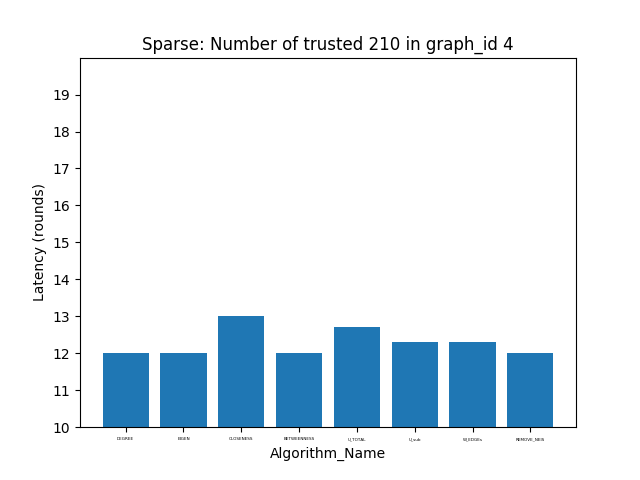 Sparse: Number of trusted 210 in graph_id 4
Latency (rounds)
19
18
17
16
15
14
13
12
11
10
DEGREE EIGEN CLOSENESS BETWEENNESS U_TOTAL U_sub W_EDGEs REMOVE_NEIS
Algorithm_Name